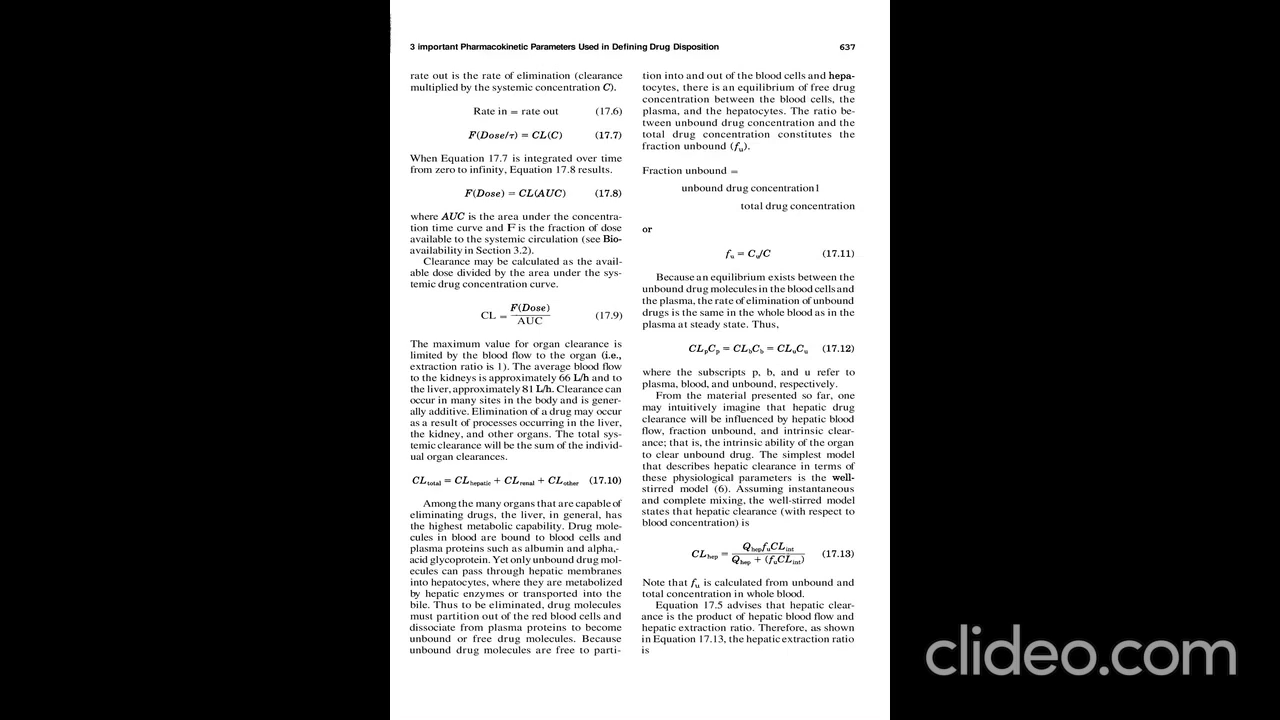 3 important Pharmacokinetic Parameters Used in Defining Drug Disposition 637
rate out is the rate of elimination (clearance
multiplied by the systemic concentration C).
Rate in = rate out (17.6)
F(Dose/τ) = CL(C) (17.7)
When Equation 17.7 is integrated over time
from zero to infinity, Equation 17.8 results.
F(Dose) = CL(AUC) (17.8)
where AUC is the area under the concentra-
tion time curve and F is the fraction of dose
available to the systemic circulation (see Bio-
availability in Section 3.2).
Clearance may be calculated as the avail-
able dose divided by the area under the sys-
temic drug concentration curve.
CL = F(Dose) / AUC (17.9)
The maximum value for organ clearance is
limited by the blood flow to the organ (i.e.,
extraction ratio is 1). The average blood flow
to the kidneys is approximately 66 L/h and to
the liver, approximately 81 L/h. Clearance can
occur in many sites in the body and is gener-
ally additive. Elimination of a drug may occur
as a result of processes occurring in the liver,
the kidney, and other organs. The total sys-
temic clearance will be the sum of the individ-
ual organ clearances.
CLtotal = CLhepatic + CLrenal + CLother (17.10)
Among the many organs that are capable of
eliminating drugs, the liver, in general, has
the highest metabolic capability. Drug mole-
cules in blood are bound to blood cells and
plasma proteins such as albumin and alpha,-
acid glycoprotein. Yet only unbound drug mol-
ecules can pass through hepatic membranes
into hepatocytes, where they are metabolized
by hepatic enzymes or transported into the
bile. Thus to be eliminated, drug molecules
must partition out of the red blood cells and
dissociate from plasma proteins to become
unbound or free drug molecules. Because
unbound drug molecules are free to parti-
tion into and out of the blood cells and hepa-
tocytes, there is an equilibrium of free drug
concentration between the blood cells, the
plasma, and the hepatocytes. The ratio be-
tween unbound drug concentration and the
total drug concentration constitutes the
fraction unbound (fu).
Fraction unbound =
unbound drug concentration1
total drug concentration
or
fu = Cu/C (17.11)
Because an equilibrium exists between the
unbound drug molecules in the blood cells and
the plasma, the rate of elimination of unbound
drugs is the same in the whole blood as in the
plasma at steady state. Thus,
CLpCp = CLbCb = CLuCu (17.12)
where the subscripts p, b, and u refer to
plasma, blood, and unbound, respectively.
From the material presented so far, one
may intuitively imagine that hepatic drug
clearance will be influenced by hepatic blood
flow, fraction unbound, and intrinsic clear-
ance; that is, the intrinsic ability of the organ
to clear unbound drug. The simplest model
that describes hepatic clearance in terms of
these physiological parameters is the well-
stirred model (6). Assuming instantaneous
and complete mixing, the well-stirred model
states that hepatic clearance (with respect to
blood concentration) is
CLhep = QhepfuCLint / Qhep + (fuCLint) (17.13)
Note that fu is calculated from unbound and
total concentration in whole blood.
Equation 17.5 advises that hepatic clear-
ance is the product of hepatic blood flow and
hepatic extraction ratio. Therefore, as shown
in Equation 17.13, the hepatic extraction ratio
is
clideo.com